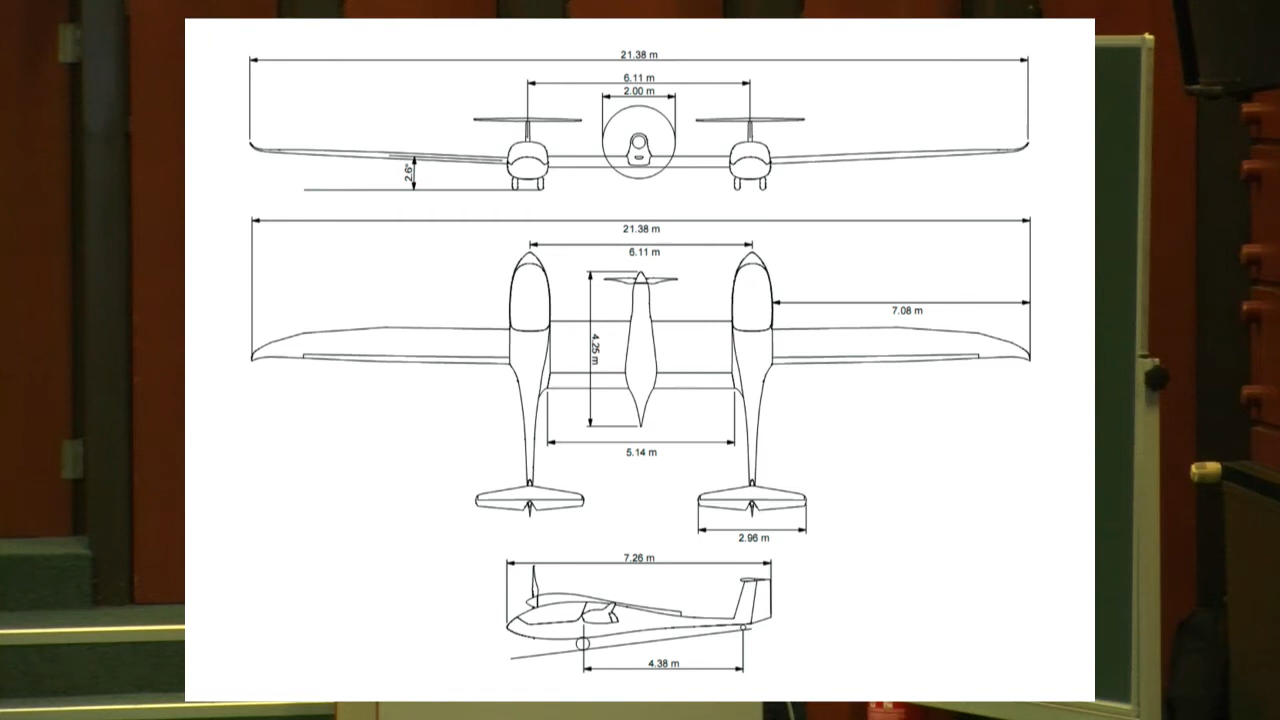 21.38 m
6.11 m
2.00 m
2.6°
21.38 m
6.11 m
7.08 m
4.25 m
5.14 m
2.96 m
7.26 m
4.38 m